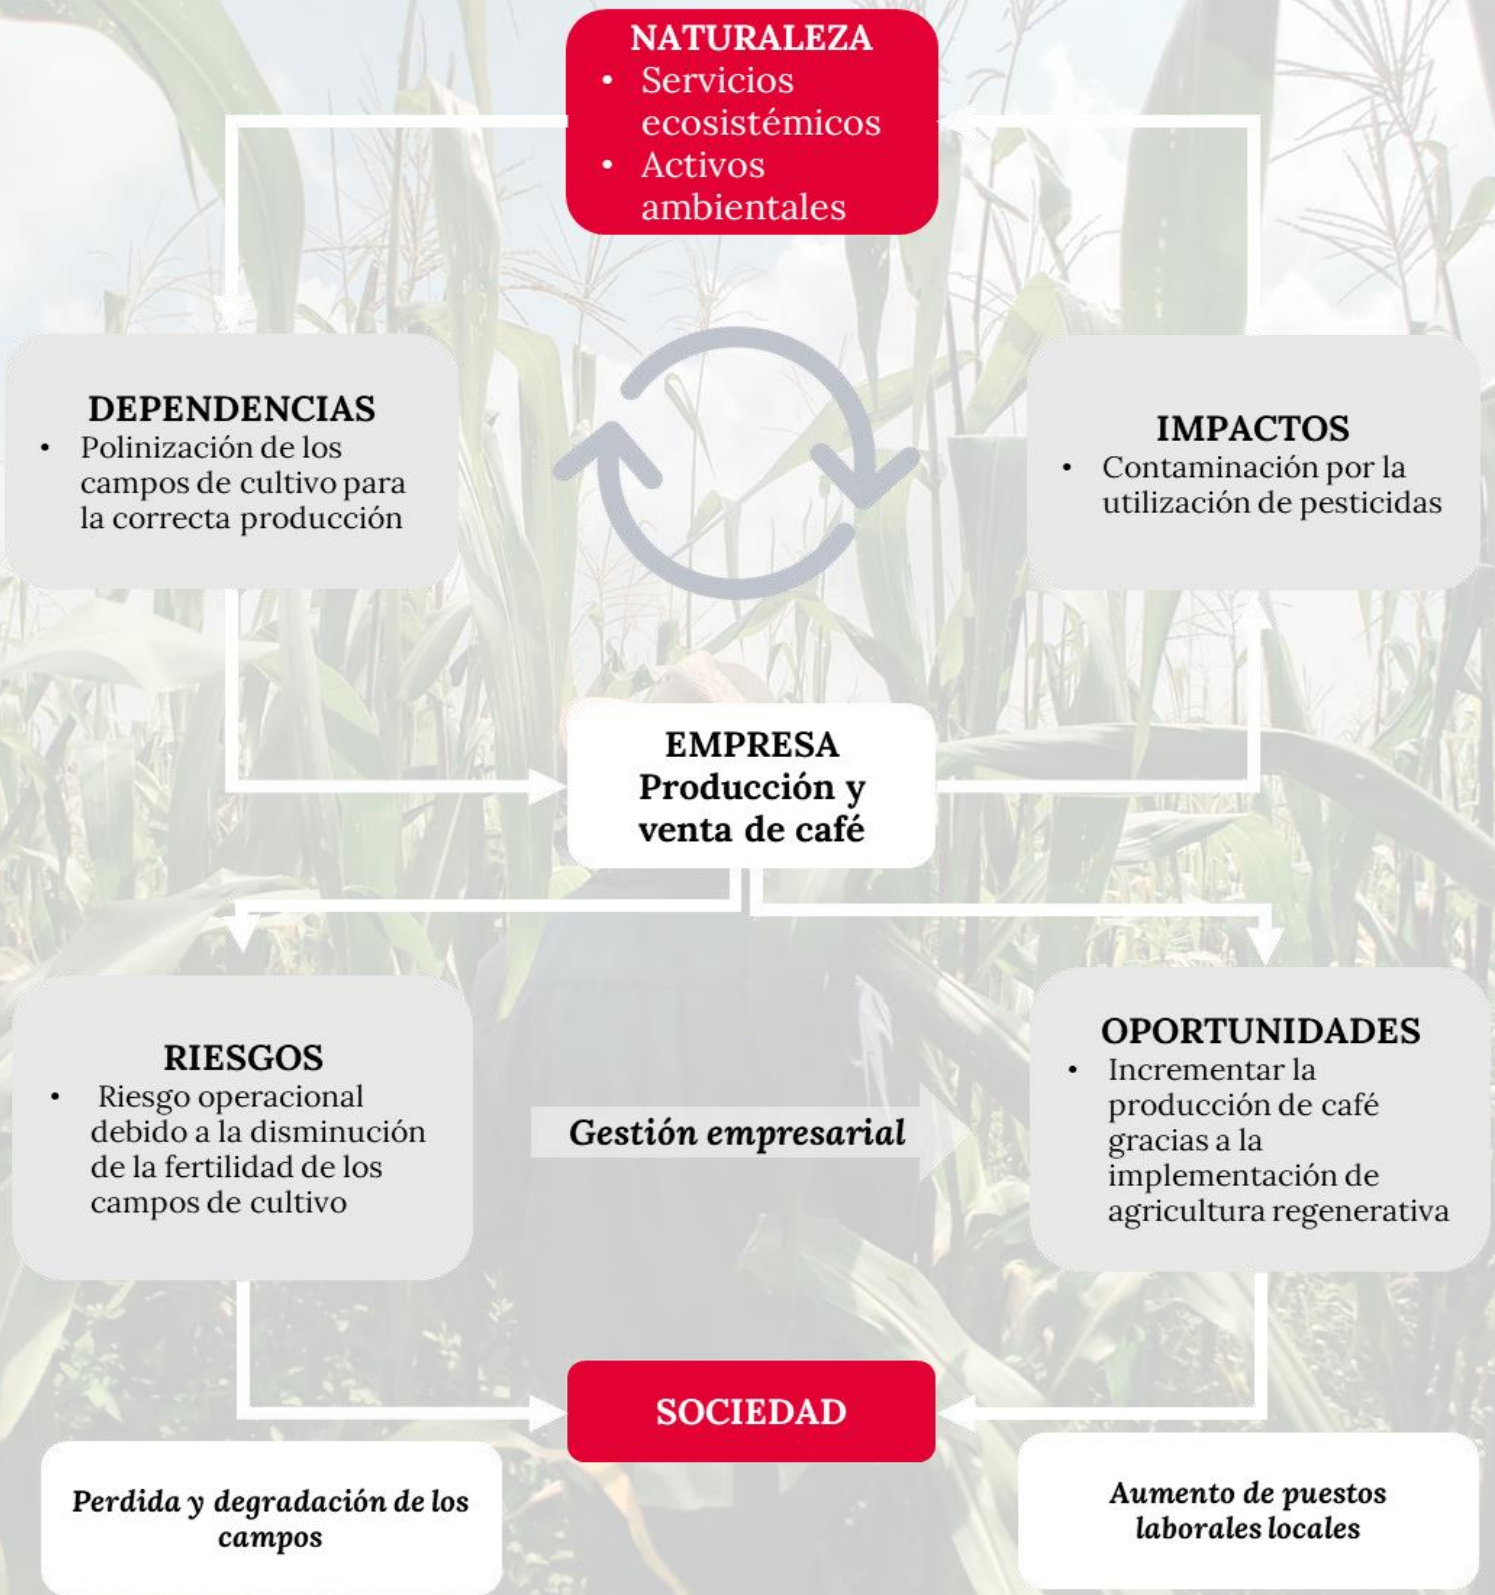 NATURALEZA
• Servicios
ecosistémicos
• Activos
ambientales
DEPENDENCIAS
• Polinización de los
campos de cultivo para
la correcta producción
IMPACTOS
• Contaminación por la
utilización de pesticidas
EMPRESA
Producción y
venta de café
RIESGOS
• Riesgo operacional
debido a la disminución
de la fertilidad de los
campos de cultivo
Gestión empresarial
OPORTUNIDADES
• Incrementar la
producción de café
gracias a la
implementación de
agricultura regenerativa
SOCIEDAD
Perdida y degradación de los
campos
Aumento de puestos
laborales locales